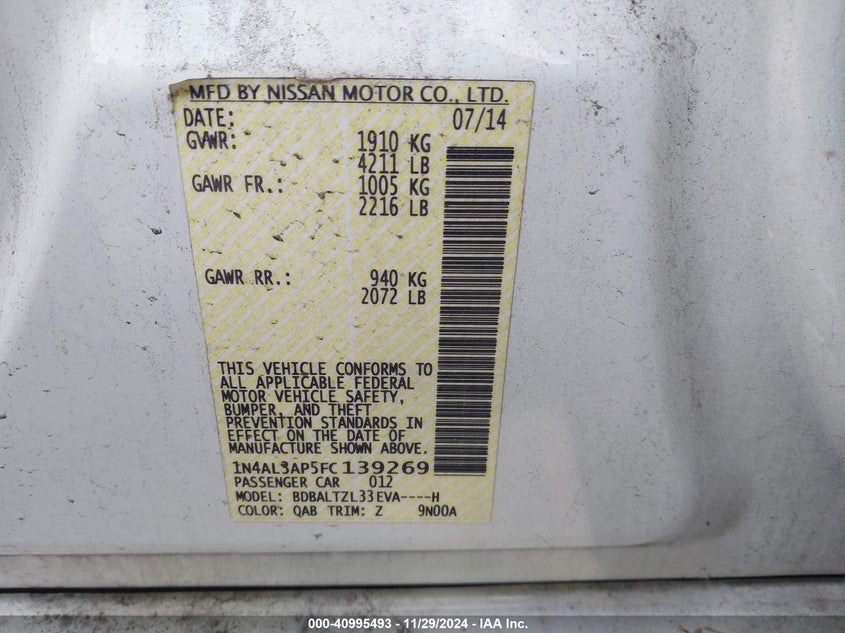 MFD BY NISSAN MOTOR CO., LTD.
DATE: 07/14
GVWR: 1910 KG
4211 LB
GAWR FR.: 1005 KG
2216 LB
GAWR RR.: 940 KG
2072 LB
THIS VEHICLE CONFORMS TO
ALL APPLICABLE FEDERAL
MOTOR VEHICLE SAFETY,
BUMPER, AND THEFT
PREVENTION STANDARDS IN
EFFECT ON THE DATE OF
MANUFACTURE SHOWN ABOVE.
1N4AL3AP5FC139269
PASSENGER CAR 012
MODEL: BDBALTZL33EVA----H
COLOR: QAB TRIM: Z 9N00A
000-40995493 - 11/29/2024 - IAA Inc.